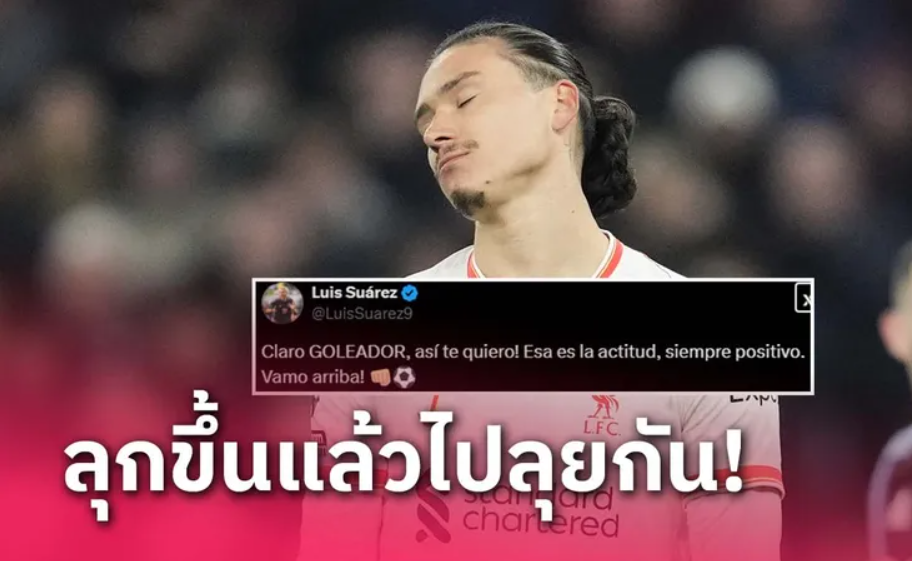 Luis Suárez
@LuisSuarez9
Claro GOLEADOR, así te quiero! Esa es la actitud, siempre positivo.
Vamo arriba! 👊⚽
L.F.C.
ลุกขึ้นแล้วไปลุยกัน!
standard
chartered